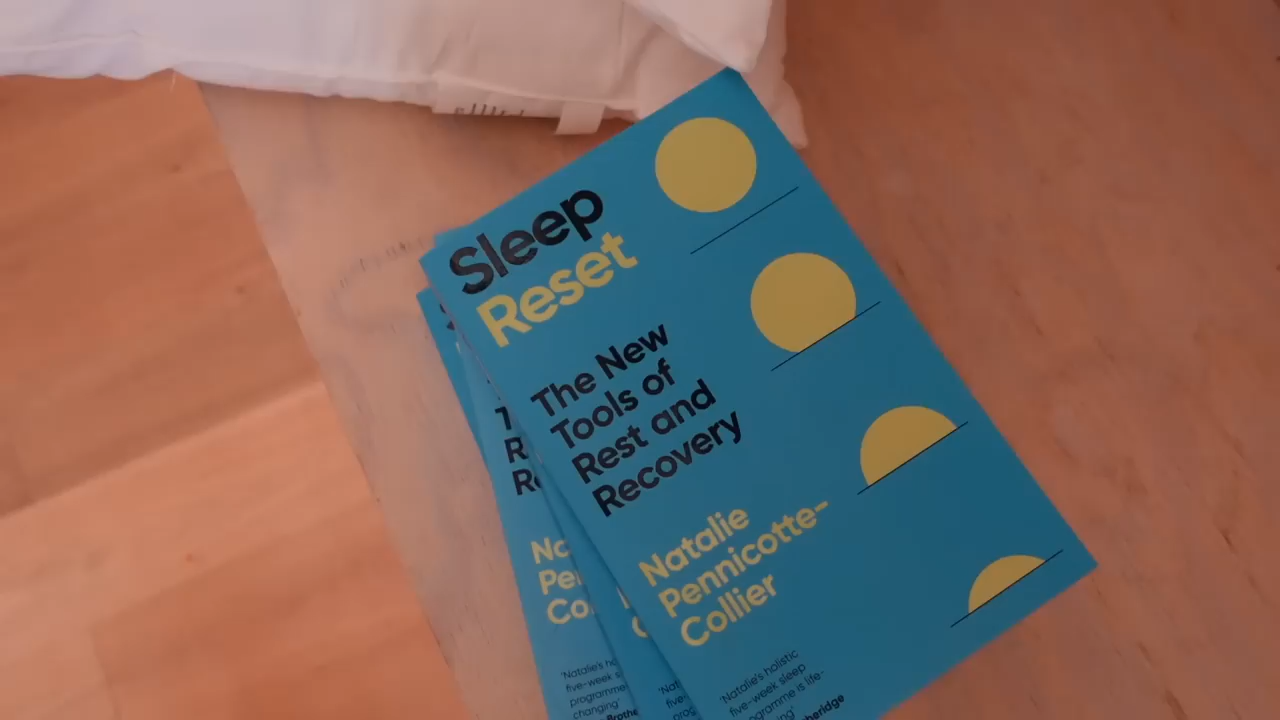 Sleep
Reset
The New
Tools of
Rest and
Recovery
Natalie
Pennicotte-
Collier
'Natalie's holistic
five-week sleep
programme is life-
changing'